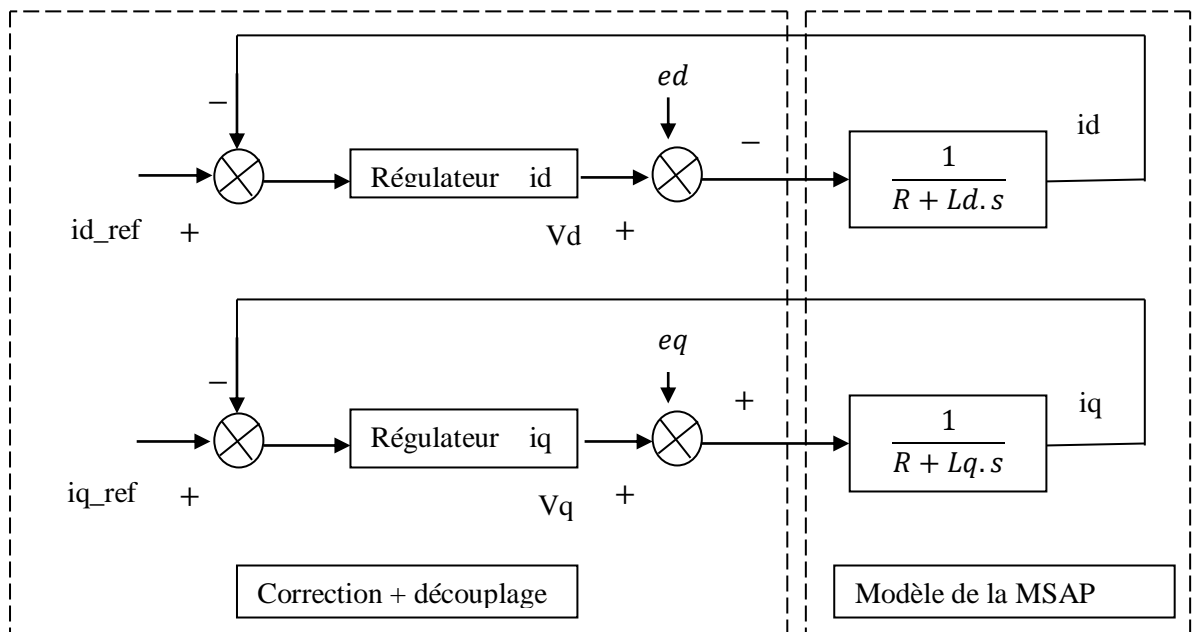 ed
−
−
id
Régulateur id
1
R + Ld.s
id_ref +
Vd +
eq
−
+
iq
Régulateur iq
1
R + Lq.s
iq_ref +
Vq +
Correction + découplage
Modèle de la MSAP